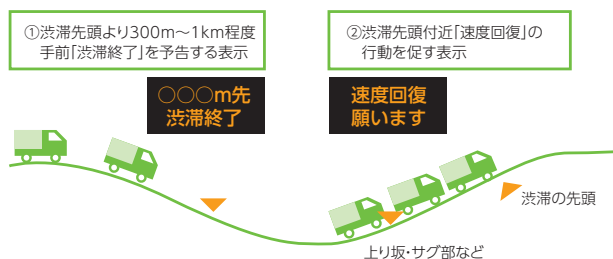 ①渋滞先頭より300m〜1km程度
手前「渋滞終了」を予告する表示
②渋滞先頭付近「速度回復」の
行動を促す表示
○○○m先
渋滞終了
速度回復
願います
渋滞の先頭
上り坂・サグ部など